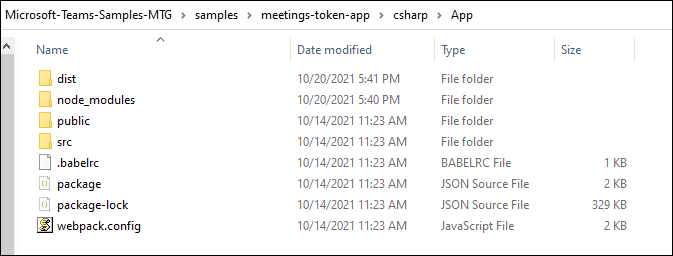 Microsoft-Teams-Samples-MTG > samples > meetings-token-app > csharp > App
Name Date modified Type Size
dist 10/20/2021 5:41 PM File folder
node_modules 10/20/2021 5:40 PM File folder
public 10/14/2021 11:23 AM File folder
src 10/14/2021 11:23 AM File folder
.babelrc 10/14/2021 11:23 AM BABELRC File 1 KB
package 10/14/2021 11:23 AM JSON Source File 2 KB
package-lock 10/14/2021 11:23 AM JSON Source File 329 KB
webpack.config 10/14/2021 11:23 AM JavaScript File 2 KB